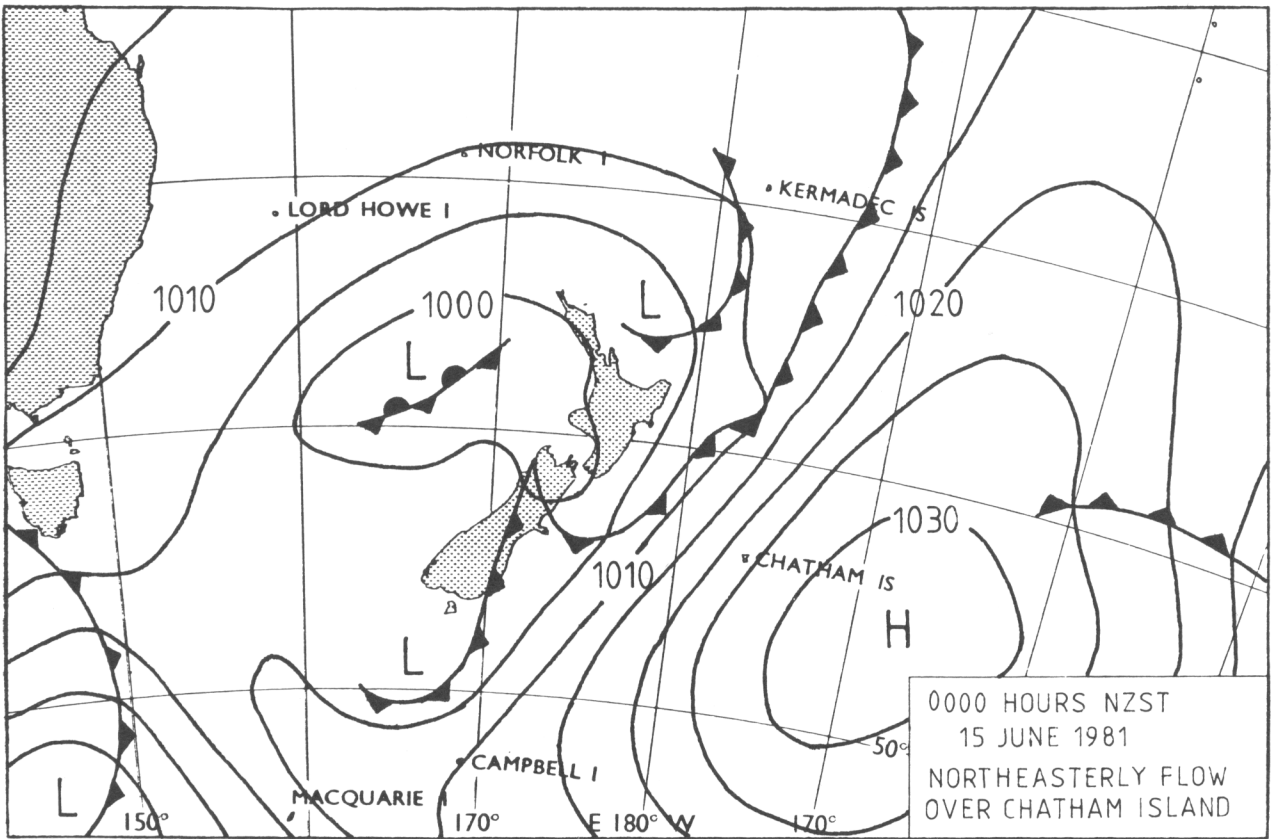 NORFOLK I
KERMADEC IS
LORD HOWE I
1010
1000
L
1020
L
1030
CHATHAM IS
1010
H
L
0000 HOURS NZST
15 JUNE 1981
NORTHEASTERLY FLOW
OVER CHATHAM ISLAND
50°
CAMPBELL I
L
MACQUARIE I
150°
170°
E 180° W
170°